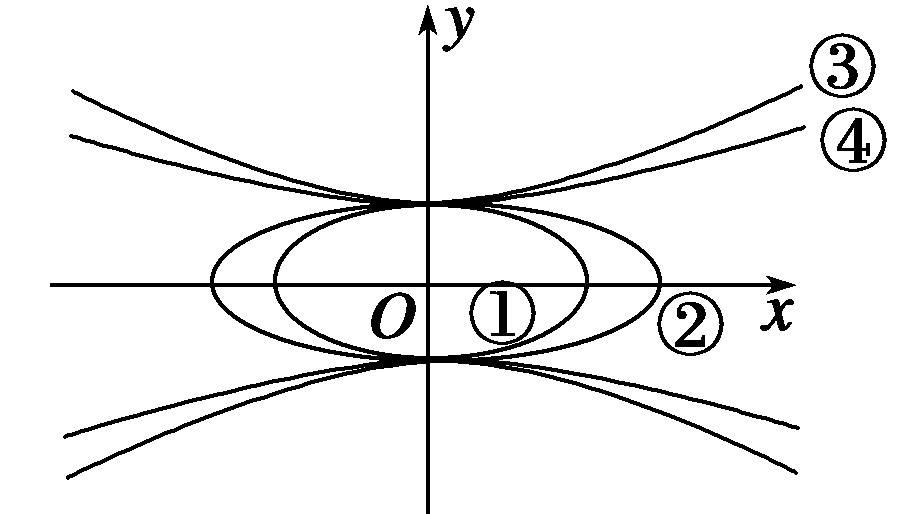 y
③
④
O
①
②
x